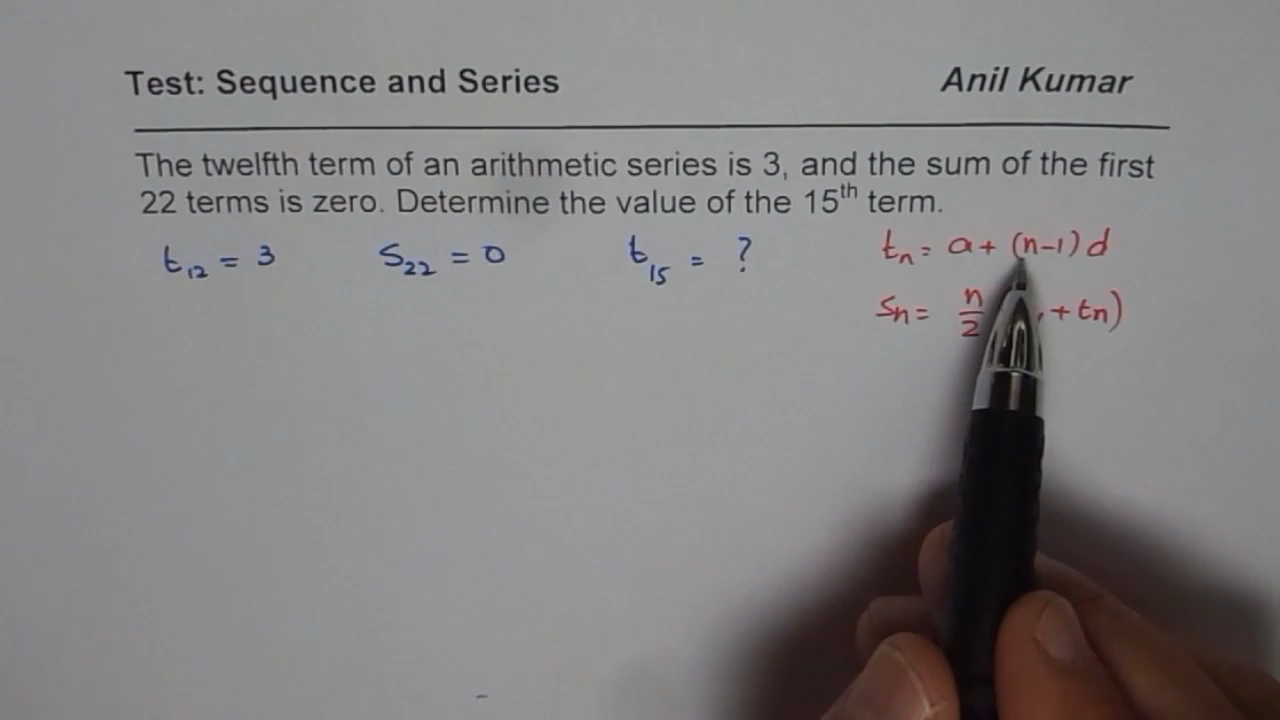 Test: Sequence and Series Anil Kumar
The twelfth term of an arithmetic series is 3, and the sum of the first
22 terms is zero. Determine the value of the 15th term.
t12 = 3 S22 = 0 t15 = ? tn = a + (n-1) d
Sn = n/2 + tn)